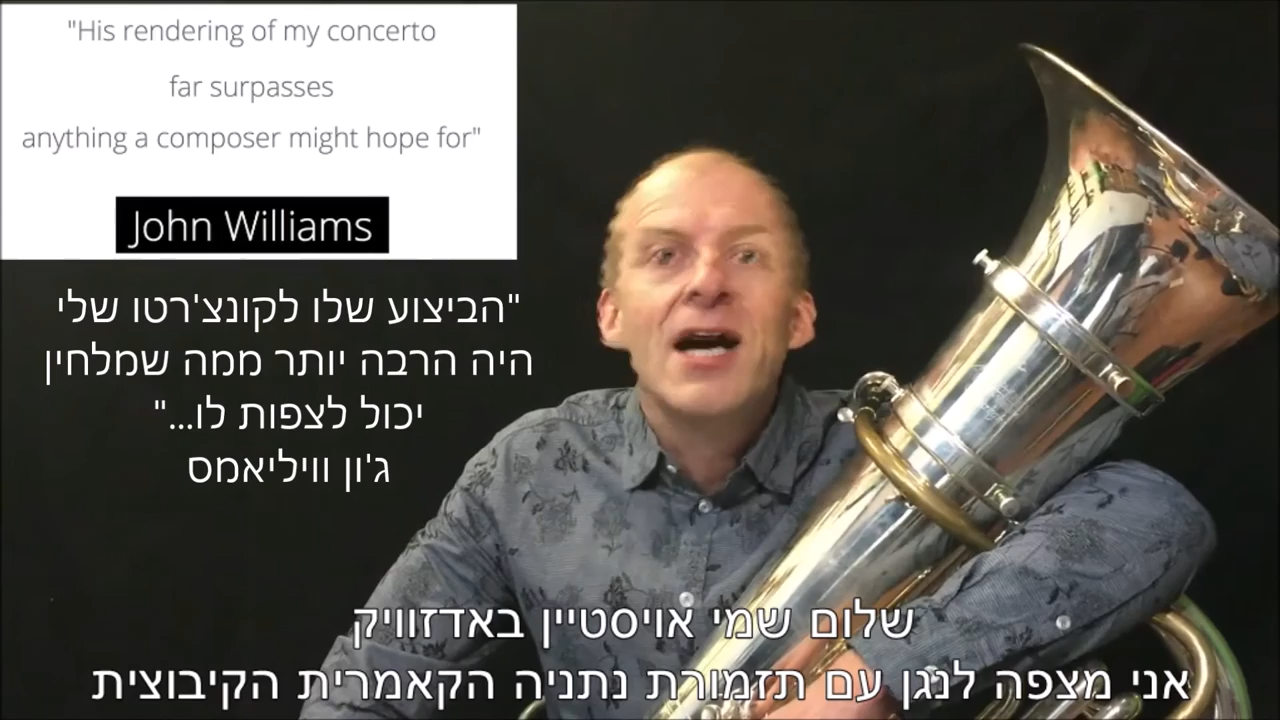 "His rendering of my concerto
far surpasses
anything a composer might hope for"
John Williams
"הביצוע שלו לקונצ'רטו שלי
היה הרבה יותר ממה שמלחין
יכול לצפות לו..."
ג'ון וויליאמס
שלום שמי אויסטיין באדזוויק
אני מצפה לנגן עם תזמורת נתניה הקאמרית הקיבוצית